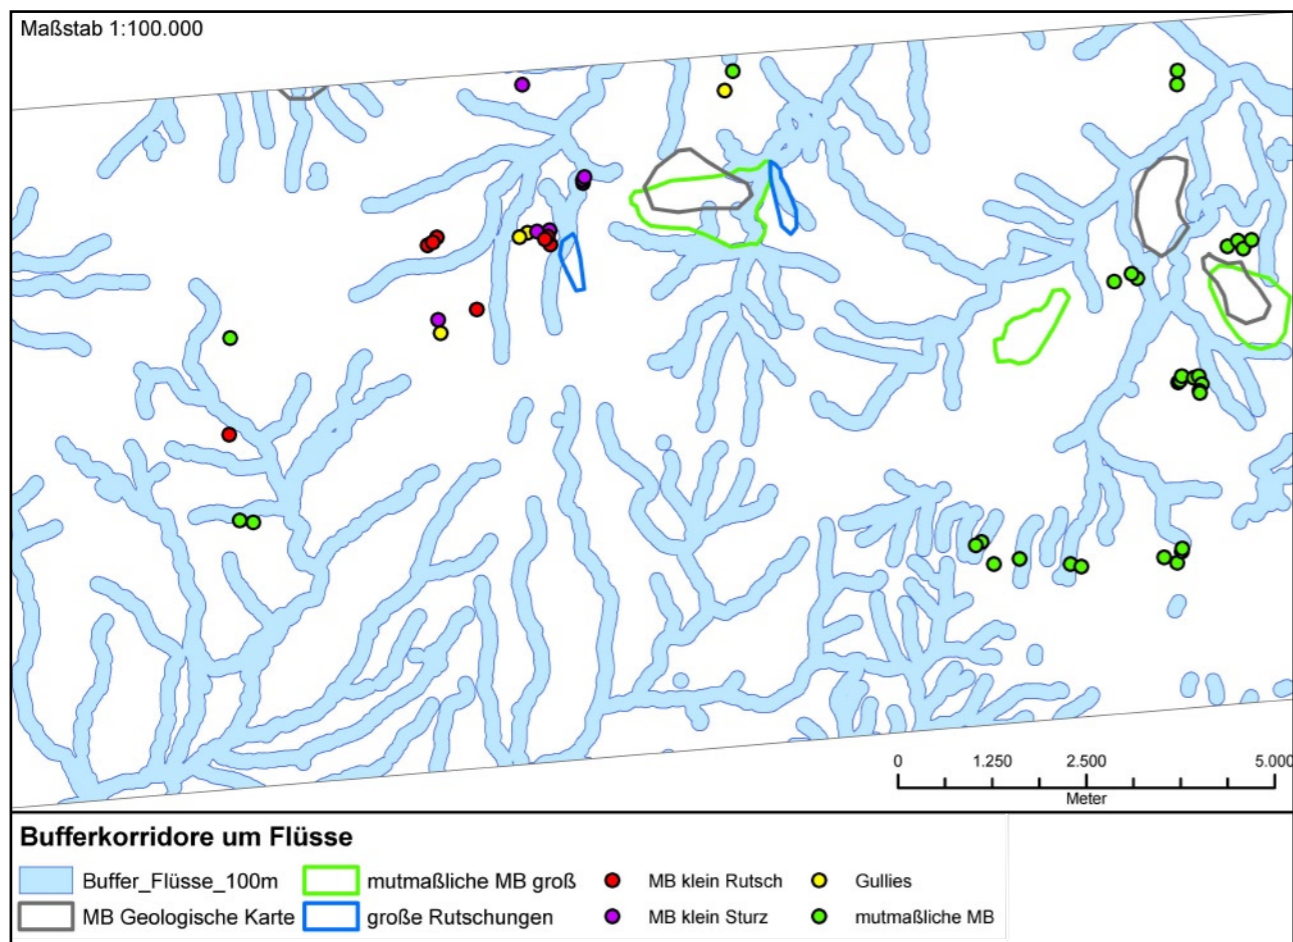 Maßstab 1:100.000
0 1.250 2.500 5.000
Meter
Bufferkorridore um Flüsse
Buffer_Flüsse_100m mutmaßliche MB groß MB klein Rutsch Gullies
MB Geologische Karte große Rutschungen MB klein Sturz mutmaßliche MB